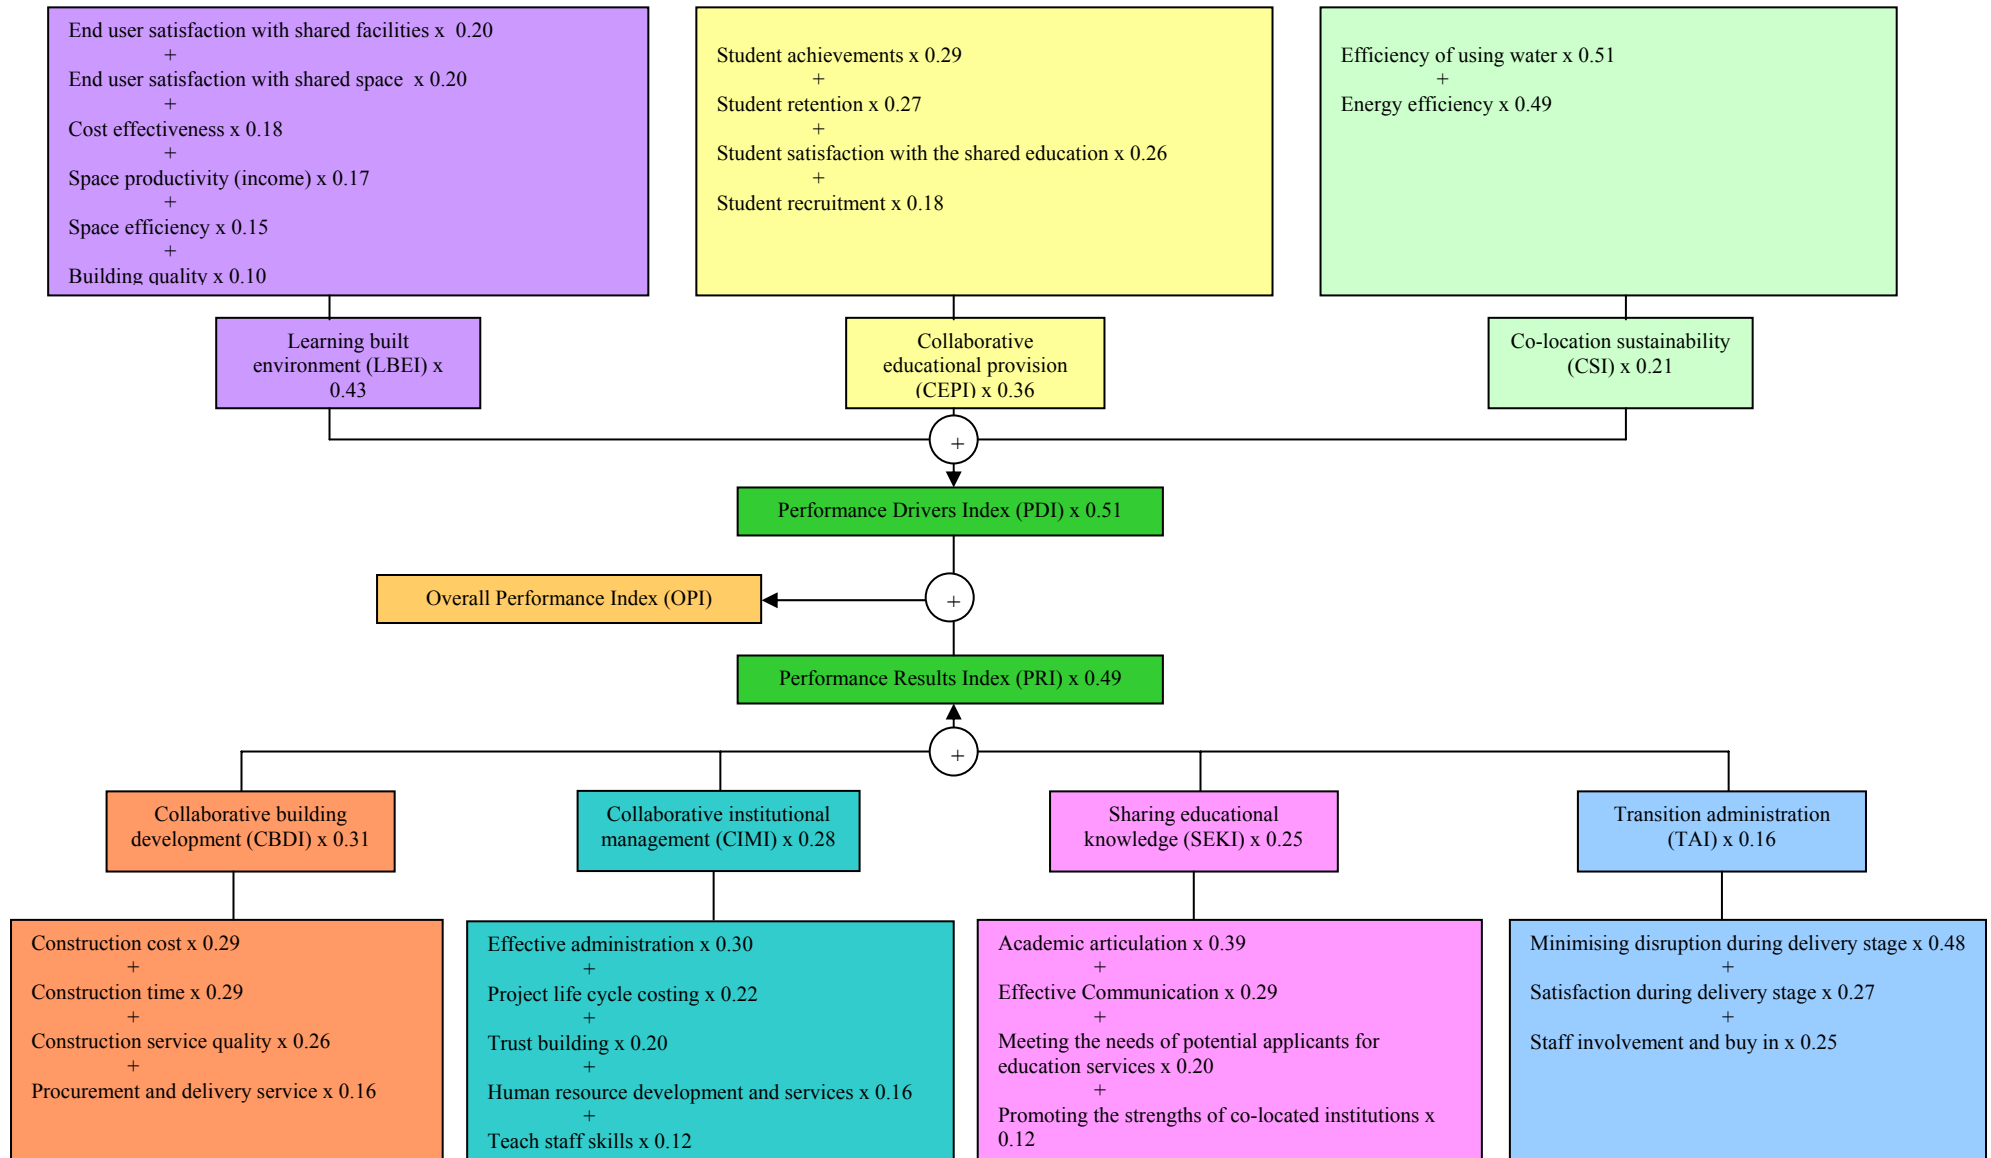 End user satisfaction with shared facilities x  0.20
+
End user satisfaction with shared space  x 0.20
+
Cost effectiveness x 0.18
+
Space productivity (income) x 0.17
+
Space efficiency x 0.15
+
Building quality x 0.10
Student achievements x 0.29
+
Student retention x 0.27
+
Student satisfaction with the shared education x 0.26
+
Student recruitment x 0.18
Efficiency of using water x 0.51
+
Energy efficiency x 0.49
Learning built
environment (LBEI) x
0.43
Collaborative
educational provision
(CEPI) x 0.36
Co-location sustainability
(CSI) x 0.21
+
Performance Drivers Index (PDI) x 0.51
Overall Performance Index (OPI)
+
Performance Results Index (PRI) x 0.49
+
Collaborative building
development (CBDI) x 0.31
Collaborative institutional
management (CIMI) x 0.28
Sharing educational
knowledge (SEKI) x 0.25
Transition administration
(TAI) x 0.16
Construction cost x 0.29
+
Construction time x 0.29
+
Construction service quality x 0.26
+
Procurement and delivery service x 0.16
Effective administration x 0.30
+
Project life cycle costing x 0.22
+
Trust building x 0.20
+
Human resource development and services x 0.16
+
Teach staff skills x 0.12
Academic articulation x 0.39
+
Effective Communication x 0.29
+
Meeting the needs of potential applicants for
education services x 0.20
+
Promoting the strengths of co-located institutions x
0.12
Minimising disruption during delivery stage x 0.48
+
Satisfaction during delivery stage x 0.27
+
Staff involvement and buy in x 0.25